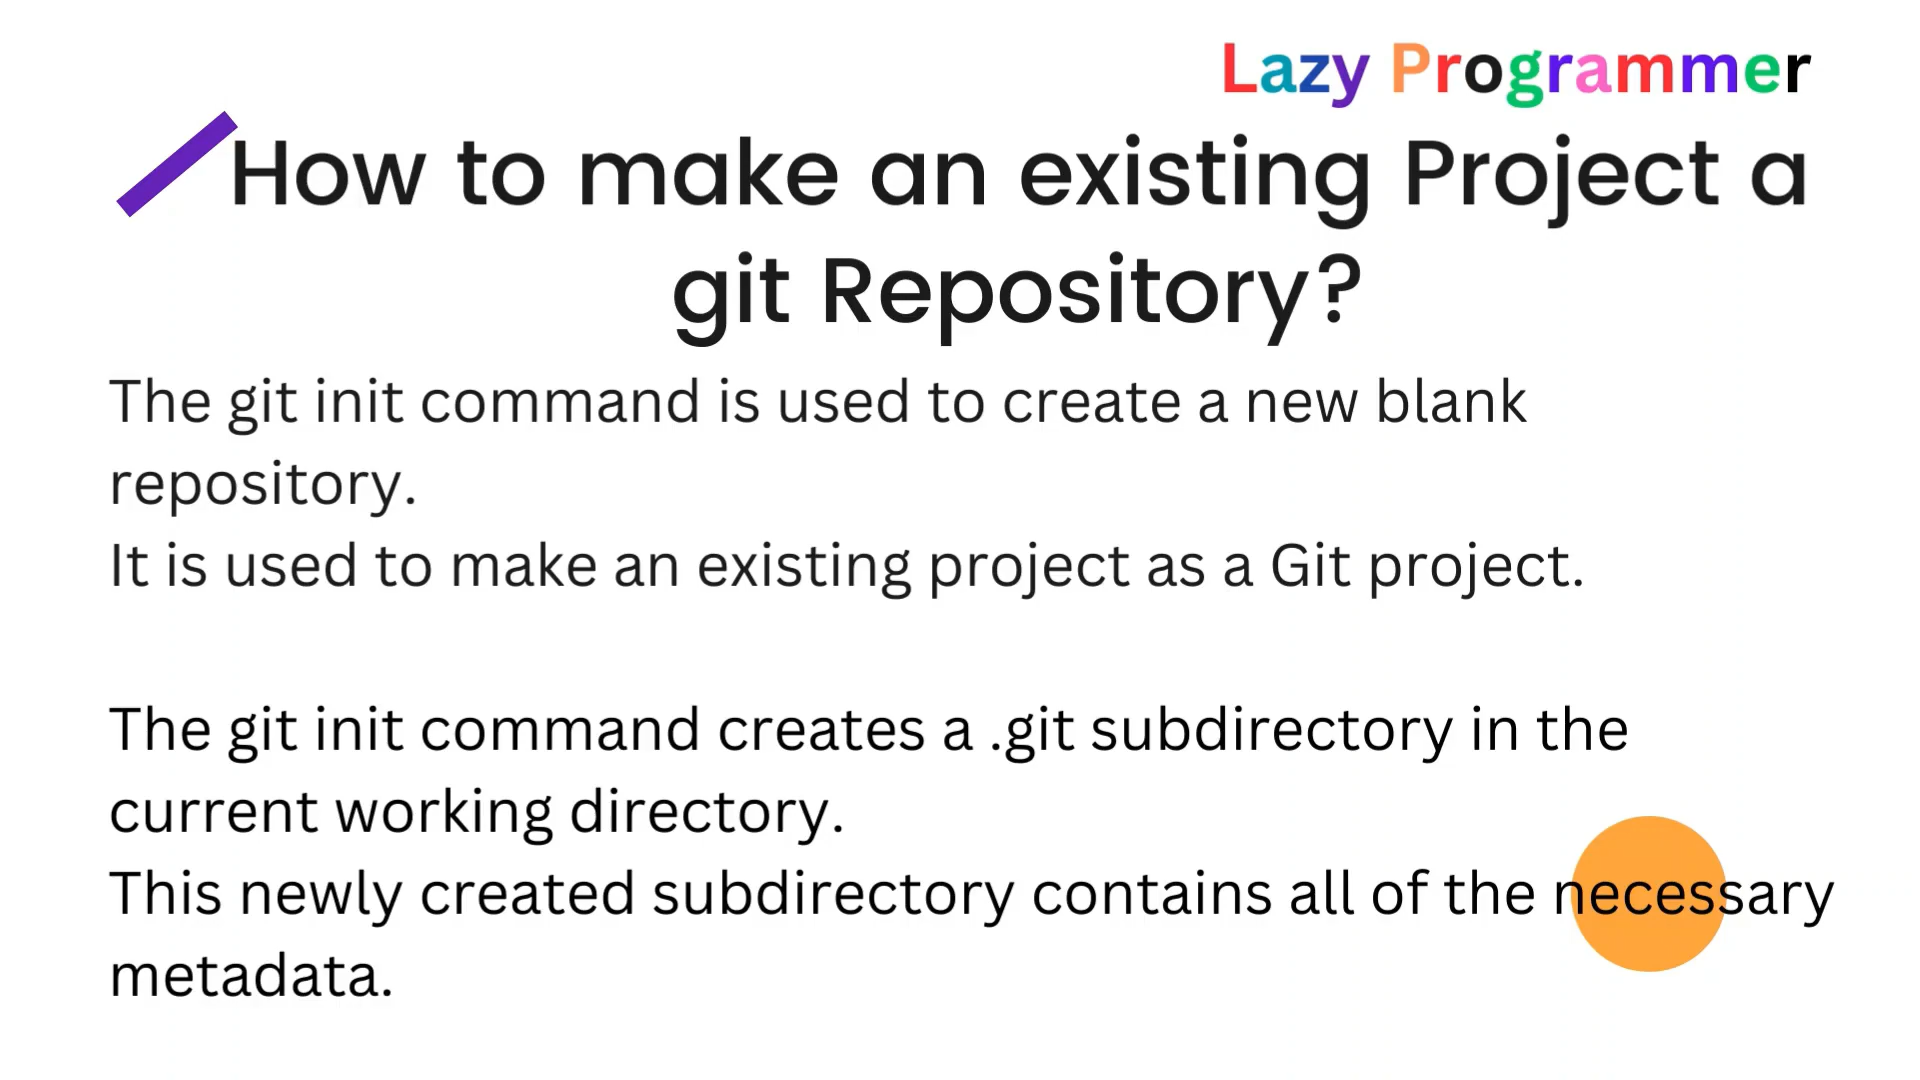 Lazy Programmer
How to make an existing Project a
git Repository?
The git init command is used to create a new blank
repository.
It is used to make an existing project as a Git project.
The git init command creates a .git subdirectory in the
current working directory.
This newly created subdirectory contains all of the necessary
metadata.